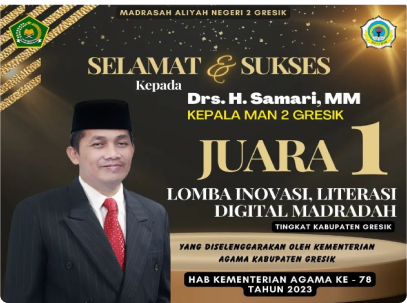 MADRASAH ALIYAH NEGERI 2 GRESIK
SELAMAT & SUKSES
Kepada
Drs. H. Samari, MM
KEPALA MAN 2 GRESIK
JUARA 1
LOMBA INOVASI, LITERASI
DIGITAL MADRADAH
TINGKAT KABUPATEN GRESIK
YANG DISELENGGARAKAN OLEH KEMENTERIAN
AGAMA KABUPATEN GRESIK
HAB KEMENTERIAN AGAMA KE - 78
TAHUN 2023